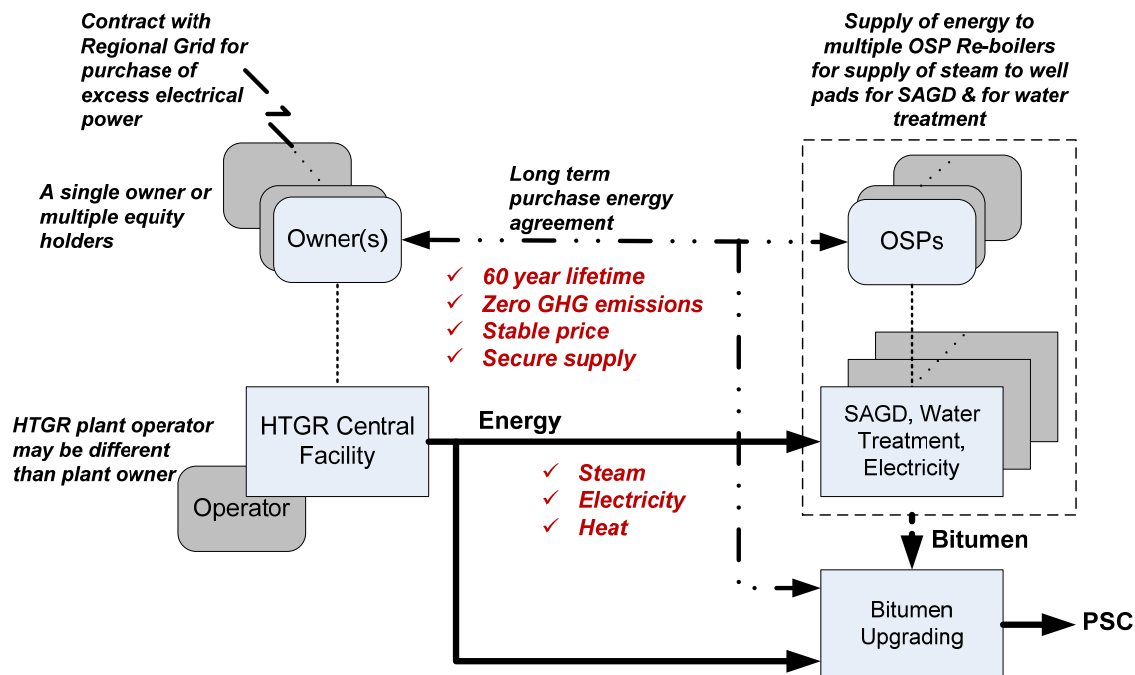 Contract with
Regional Grid for
purchase of
excess electrical
power
Supply of energy to
multiple OSP Re-boilers
for supply of steam to well
pads for SAGD & for water
treatment
A single owner or
multiple equity
holders
Owner(s)
Long term
purchase energy
agreement
OSPs
✓ 60 year lifetime
✓ Zero GHG emissions
✓ Stable price
✓ Secure supply
HTGR plant operator
may be different
than plant owner
HTGR Central
Facility
Operator
Energy
✓ Steam
✓ Electricity
✓ Heat
SAGD, Water
Treatment,
Electricity
Bitumen
Bitumen
Upgrading
PSC